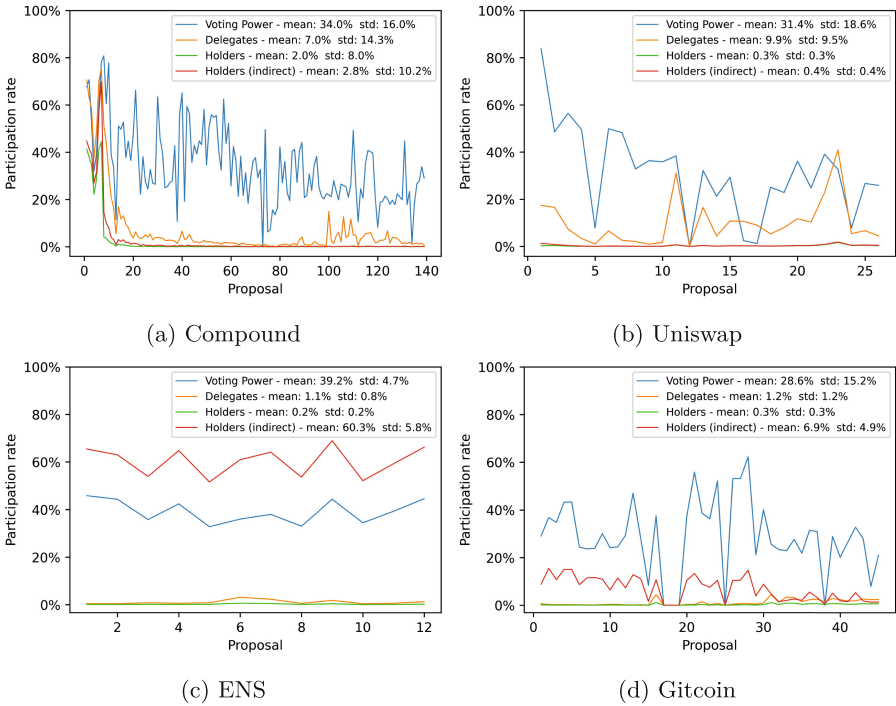 100%
80%
60%
40%
20%
0%
Participation rate
Voting Power - mean: 34.0% std: 16.0%
Delegates - mean: 7.0% std: 14.3%
Holders - mean: 2.0% std: 8.0%
Holders (indirect) - mean: 2.8% std: 10.2%
0 20 40 60 80 100 120 140
Proposal
(a) Compound
100%
80%
60%
40%
20%
0%
Participation rate
Voting Power - mean: 31.4% std: 18.6%
Delegates - mean: 9.9% std: 9.5%
Holders - mean: 0.3% std: 0.3%
Holders (indirect) - mean: 0.4% std: 0.4%
0 5 10 15 20 25
Proposal
(b) Uniswap
100%
80%
60%
40%
20%
0%
Participation rate
Voting Power - mean: 39.2% std: 4.7%
Delegates - mean: 1.1% std: 0.8%
Holders - mean: 0.2% std: 0.2%
Holders (indirect) - mean: 60.3% std: 5.8%
2 4 6 8 10 12
Proposal
(c) ENS
100%
80%
60%
40%
20%
0%
Participation rate
Voting Power - mean: 28.6% std: 15.2%
Delegates - mean: 1.2% std: 1.2%
Holders - mean: 0.3% std: 0.3%
Holders (indirect) - mean: 6.9% std: 4.9%
0 10 20 30 40
Proposal
(d) Gitcoin